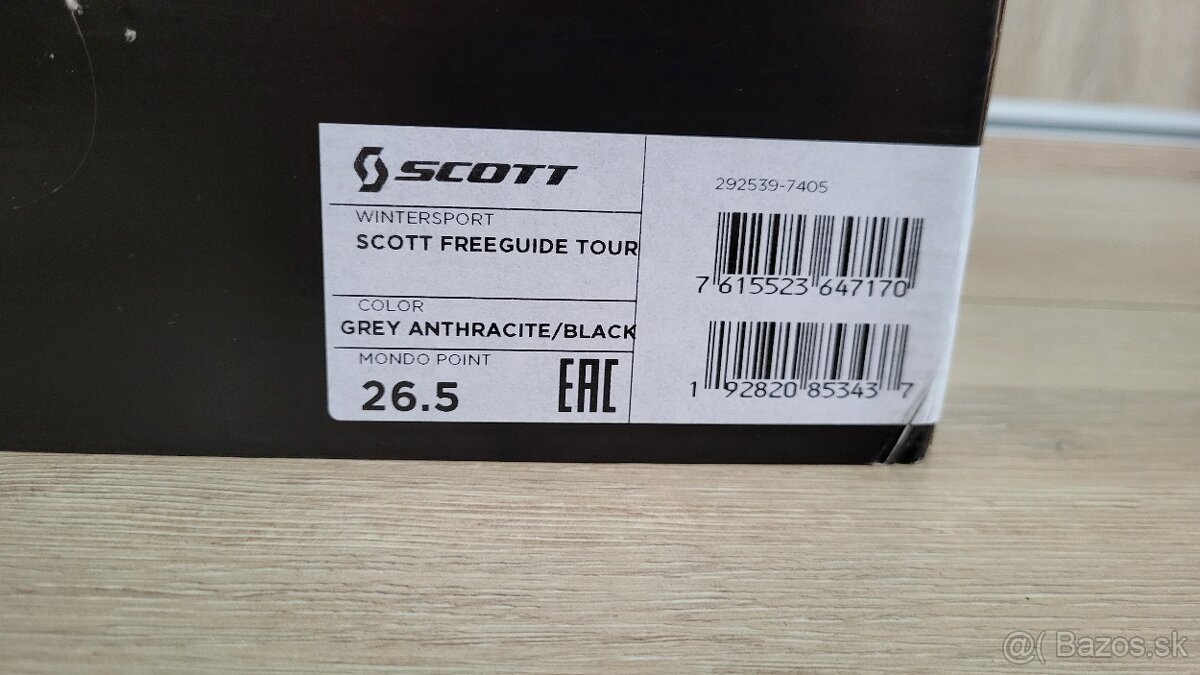 SCOTT
WINTERSPORT
SCOTT FREEGUIDE TOUR
COLOR
GREY ANTHRACITE/BLACK
MONDO POINT
26.5
EAC
292539-7405
7 615523 647170
1 92820 85343 7
@( Bazos.sk